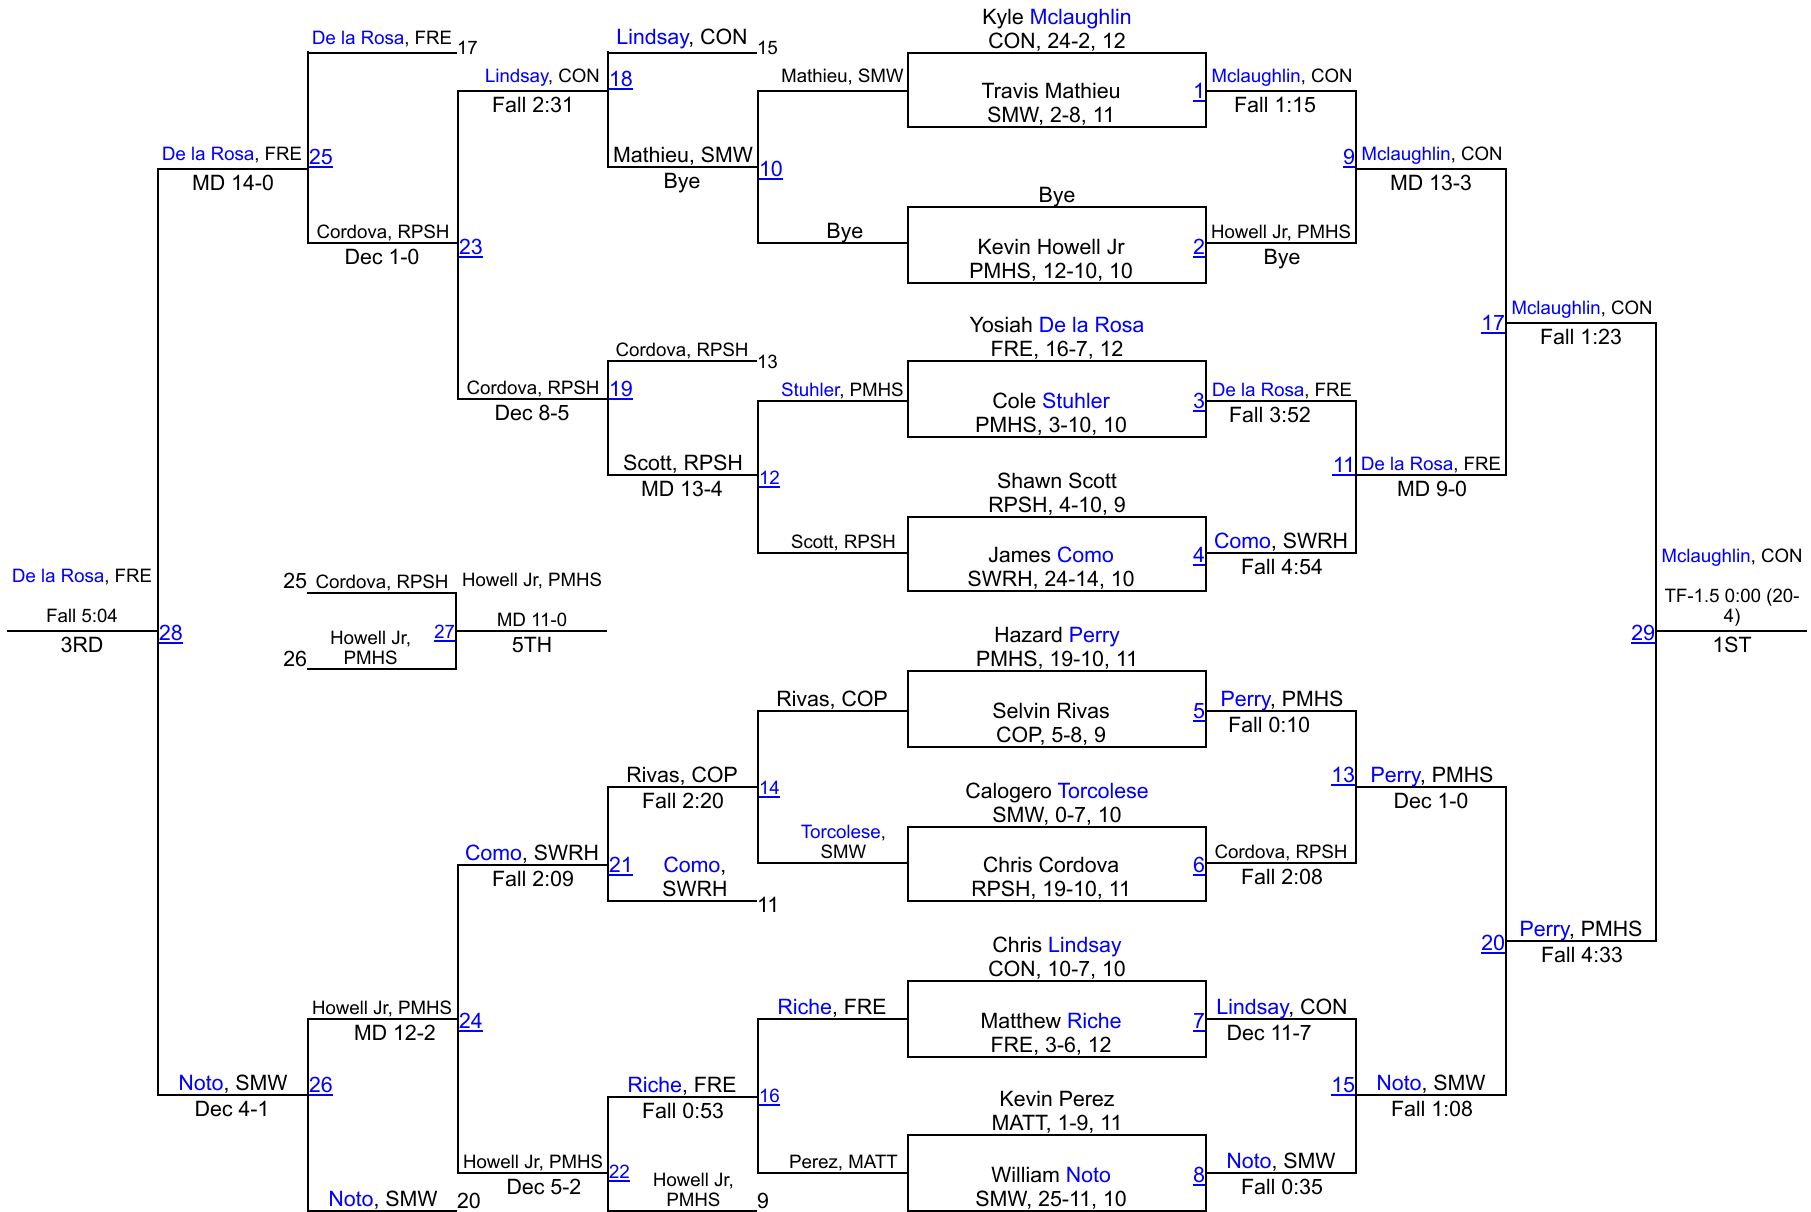 Kyle Mclaughlin
CON, 24-2, 12
De la Rosa, FRE
17
Lindsay, CON
15
Lindsay, CON
18
Fall 2:31
Mathieu, SMW
Travis Mathieu
SMW, 2-8, 11
1
Mclaughlin, CON
Fall 1:15
De la Rosa, FRE
25
MD 14-0
Mathieu, SMW
Bye
10
9
Mclaughlin, CON
MD 13-3
Bye
Cordova, RPSH
Dec 1-0
23
Bye
Kevin Howell Jr
PMHS, 12-10, 10
2
Howell Jr, PMHS
Bye
Yosiah De la Rosa
FRE, 16-7, 12
17
Mclaughlin, CON
Fall 1:23
Cordova, RPSH
13
Cordova, RPSH
19
Dec 8-5
Stuhler, PMHS
Cole Stuhler
PMHS, 3-10, 10
3
De la Rosa, FRE
Fall 3:52
Scott, RPSH
MD 13-4
12
Shawn Scott
RPSH, 4-10, 9
11
De la Rosa, FRE
MD 9-0
Scott, RPSH
James Como
SWRH, 24-14, 10
4
Como, SWRH
Fall 4:54
De la Rosa, FRE
Fall 5:04
3RD
28
25
Cordova, RPSH
Howell Jr, PMHS
26
Howell Jr,
PMHS
27
MD 11-0
5TH
Mclaughlin, CON
TF-1.5 0:00 (20-
4)
29
1ST
Hazard Perry
PMHS, 19-10, 11
Rivas, COP
Selvin Rivas
COP, 5-8, 9
5
Perry, PMHS
Fall 0:10
Rivas, COP
Fall 2:20
14
Calogero Torcolese
SMW, 0-7, 10
13
Perry, PMHS
Dec 1-0
Como, SWRH
Fall 2:09
21
Como,
SWRH
11
Torcolese,
SMW
Chris Cordova
RPSH, 19-10, 11
6
Cordova, RPSH
Fall 2:08
Chris Lindsay
CON, 10-7, 10
20
Perry, PMHS
Fall 4:33
Howell Jr, PMHS
MD 12-2
24
Riche, FRE
Matthew Riche
FRE, 3-6, 12
7
Lindsay, CON
Dec 11-7
Noto, SMW
Dec 4-1
26
Riche, FRE
Fall 0:53
16
Kevin Perez
MATT, 1-9, 11
15
Noto, SMW
Fall 1:08
Howell Jr, PMHS
Dec 5-2
22
Perez, MATT
William Noto
SMW, 25-11, 10
8
Noto, SMW
Fall 0:35
Noto, SMW
20
Howell Jr,
PMHS
9